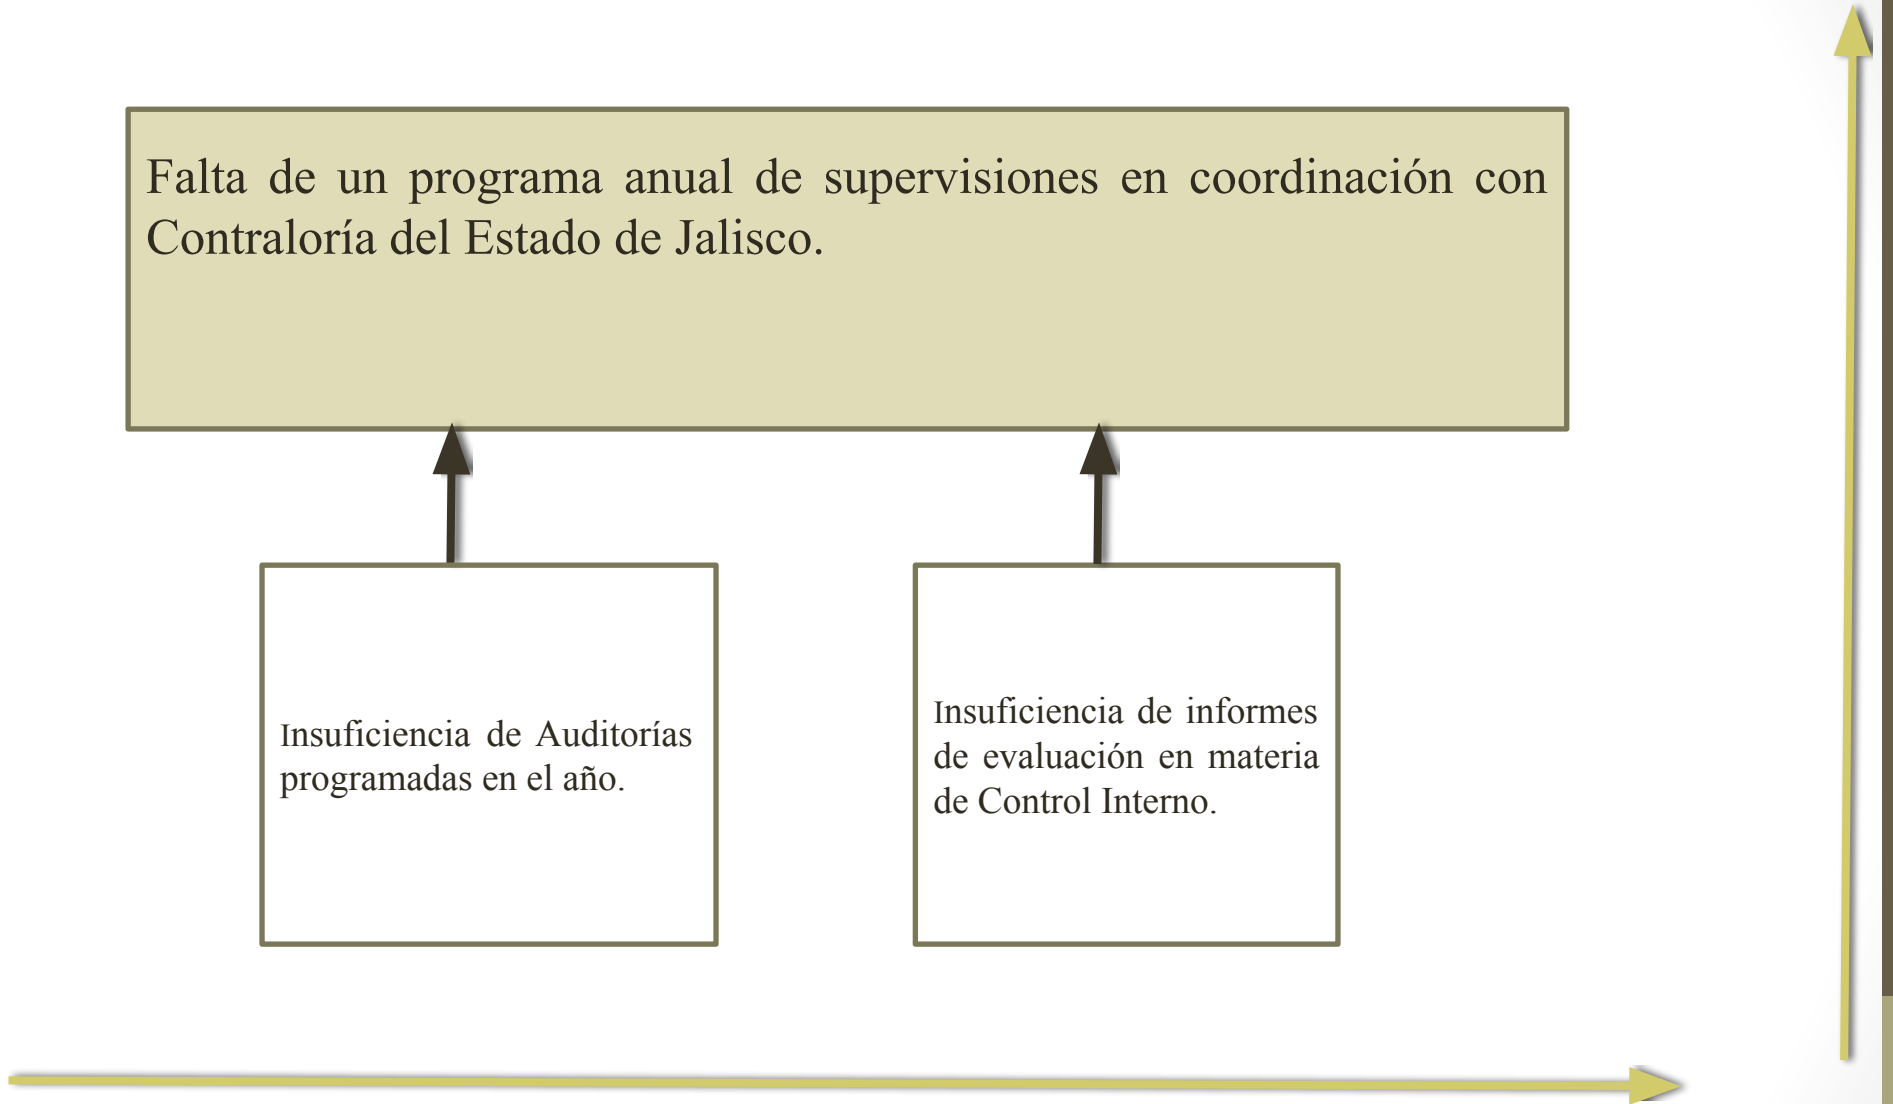 Falta de un programa anual de supervisiones en coordinación con
Contraloría del Estado de Jalisco.
Insuficiencia de Auditorías
programadas en el año.
Insuficiencia de informes
de evaluación en materia
de Control Interno.